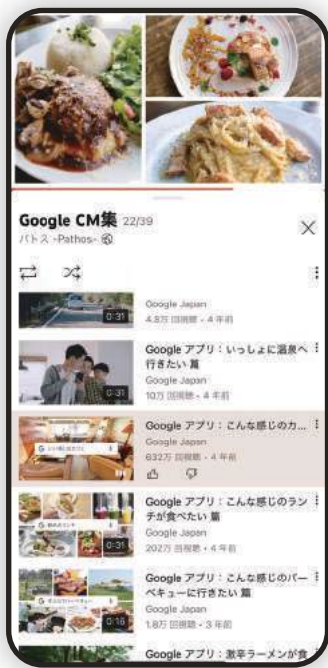 Google CM集 22/39
パトス -Pathos-
Google Japan
4.8万 回視聴・4 年前
0:31
Google アプリ：いっしょに温泉へ
行きたい 篇
Google Japan
10万 回視聴・4 年前
0:31
Google アプリ：こんな感じのカ...
Google Japan
632万 回視聴・4 年前
Google アプリ：こんな感じのラン
チが食べたい 篇
Google Japan
202万 回視聴・4 年前
0:31
Google アプリ：こんな感じのバー
ベキューに行きたい 篇
Google Japan
1.8万 回視聴・3 年前
0:16
Google アプリ：激辛ラーメンが食